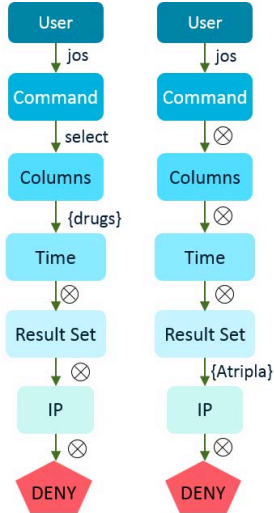 User
jos
Command
select
Columns
{drugs}
Time
⊗
Result Set
⊗
IP
⊗
DENY
User
jos
Command
⊗
Columns
⊗
Time
⊗
Result Set
{Atripla}
IP
⊗
DENY